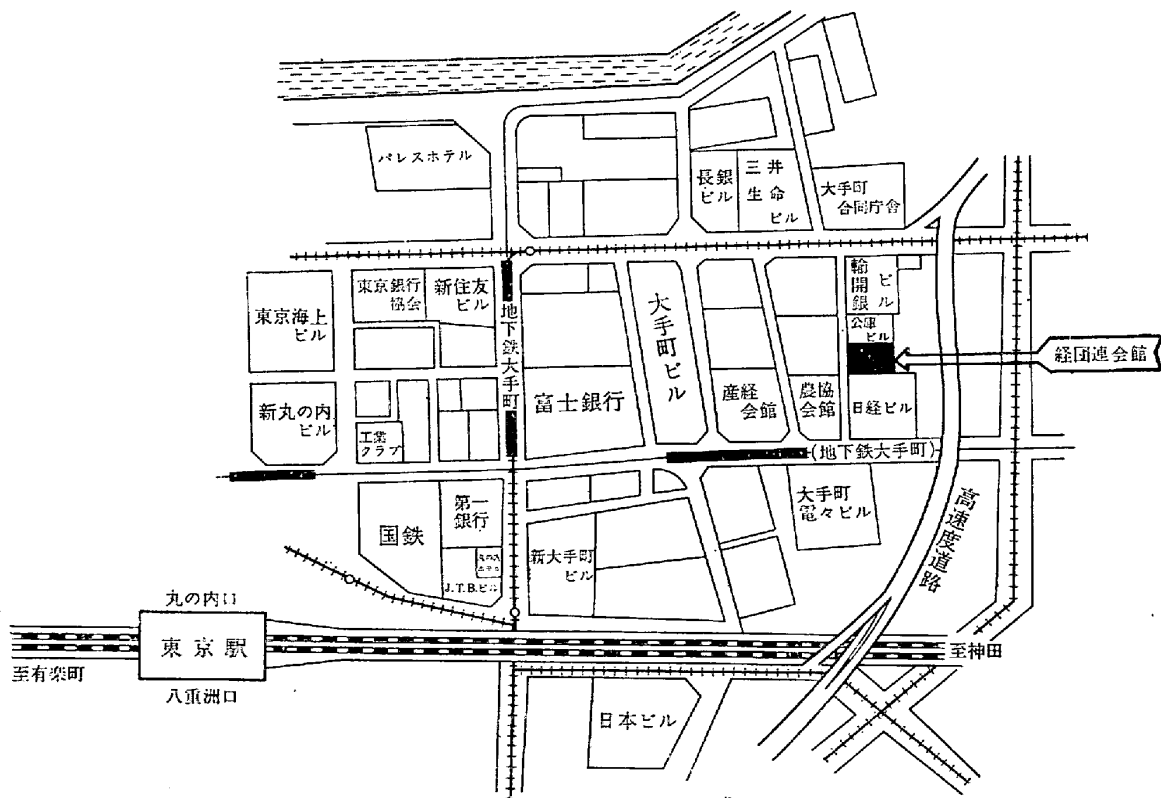 パレスホテル
長銀
ビル
三井
生命
ビル
大手町
合同庁舎
東京海上
ビル
東京銀行
協会
新住友
ビル
地下鉄大手町
大手町ビル
輸
開
銀
ビル
公庫
ビル
経団連会館
新丸の内
ビル
工業
クラブ
富士銀行
産経
会館
農協
会館
日経ビル
(地下鉄大手町)
国鉄
第一
銀行
J.T.B.ビル
新大手町
ビル
大手町
電々ビル
高速度道路
丸の内口
東京駅
八重洲口
至有楽町
至神田
日本ビル